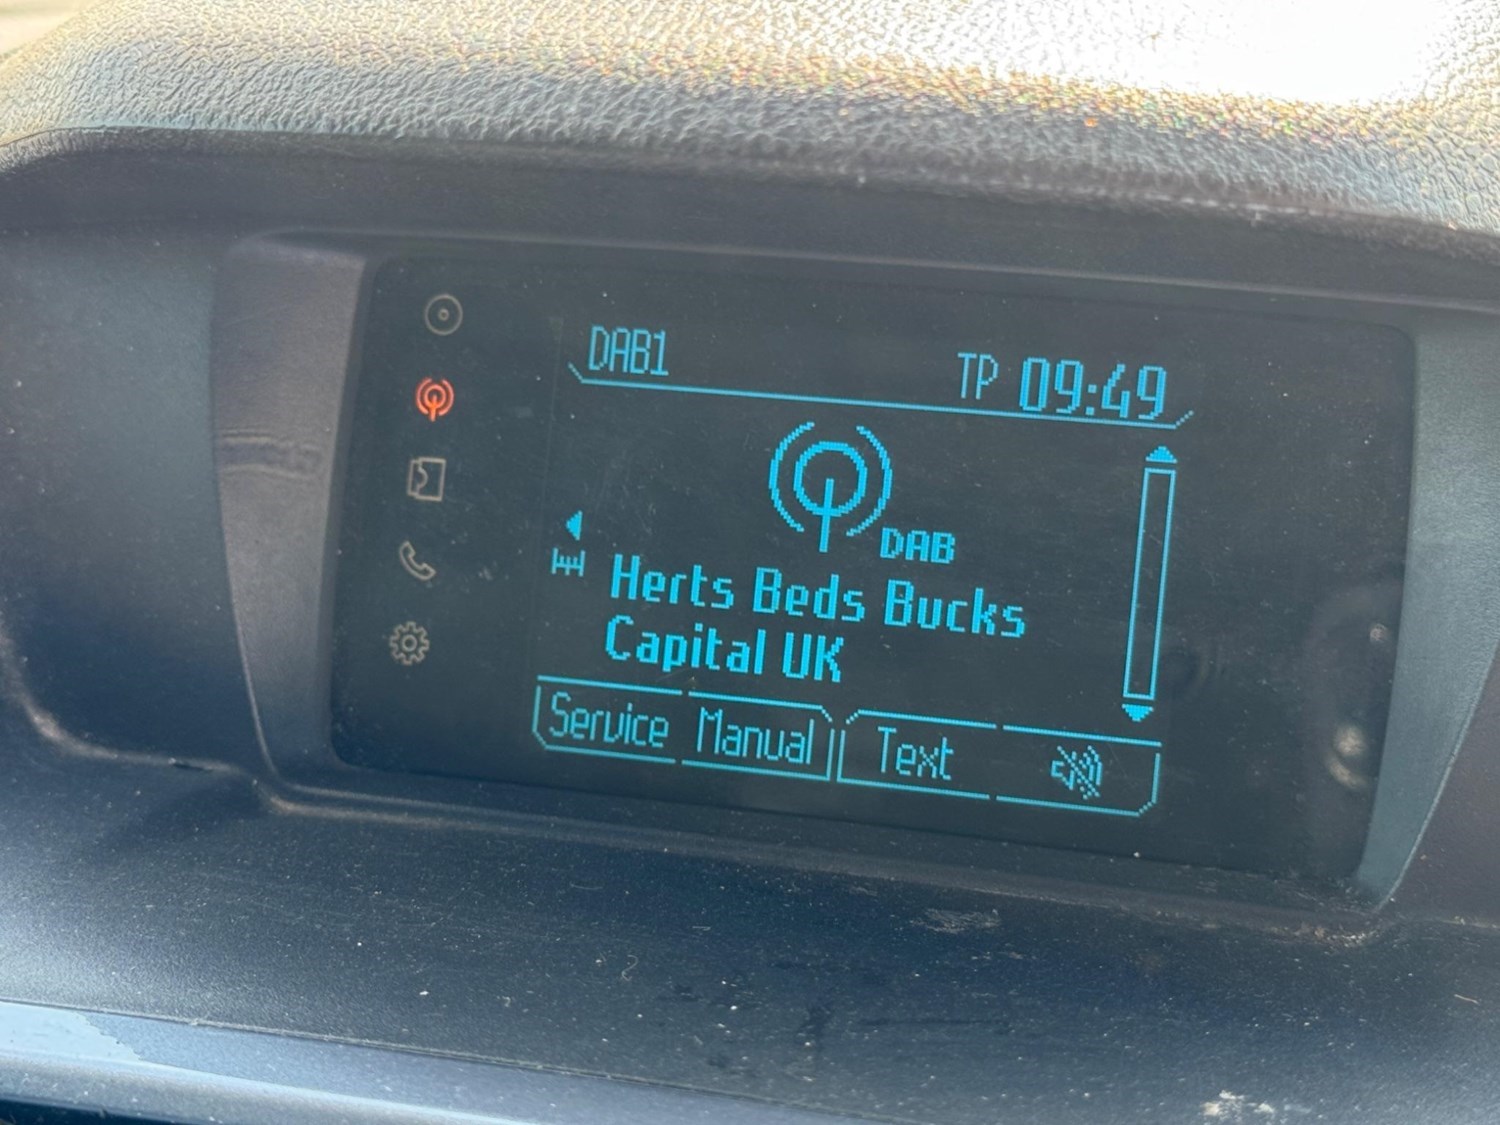 DAB1 TP 09:49
DAB
Herts Beds Bucks
Capital UK
Service Manual Text